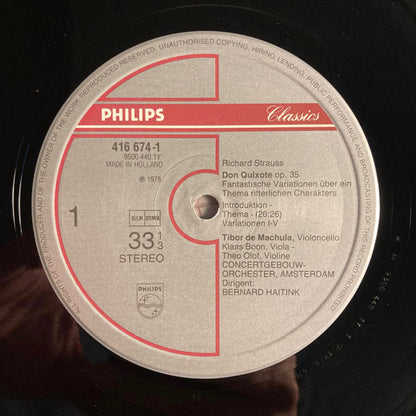 ALL RIGHTS OF THE PRODUCER AND OF THE OWNER OF THE WORK REPRODUCED RESERVED. UNAUTHORISED COPYING, HIRING, LENDING, PUBLIC PERFORMANCE AND BROADCASTING OF THIS RECORD PROHIBITED
PHILIPS
Classics
416 674-1
9500 440.1Y
MADE IN HOLLAND
℗ 1978
1
STEMRA
33 1/3
STEREO
PHILIPS
Richard Strauss
Don Quixote op. 35
Fantastische Variationen über ein
Thema ritterlichen Charakters
Introduktion -
Thema - (26:26)
Variationen I-V
Tibor de Machula, Violoncello
Klaas Boon, Viola -
Theo Olof, Violine
CONCERTGEBOUW-
ORCHESTER, AMSTERDAM
Dirigent:
BERNARD HAITINK